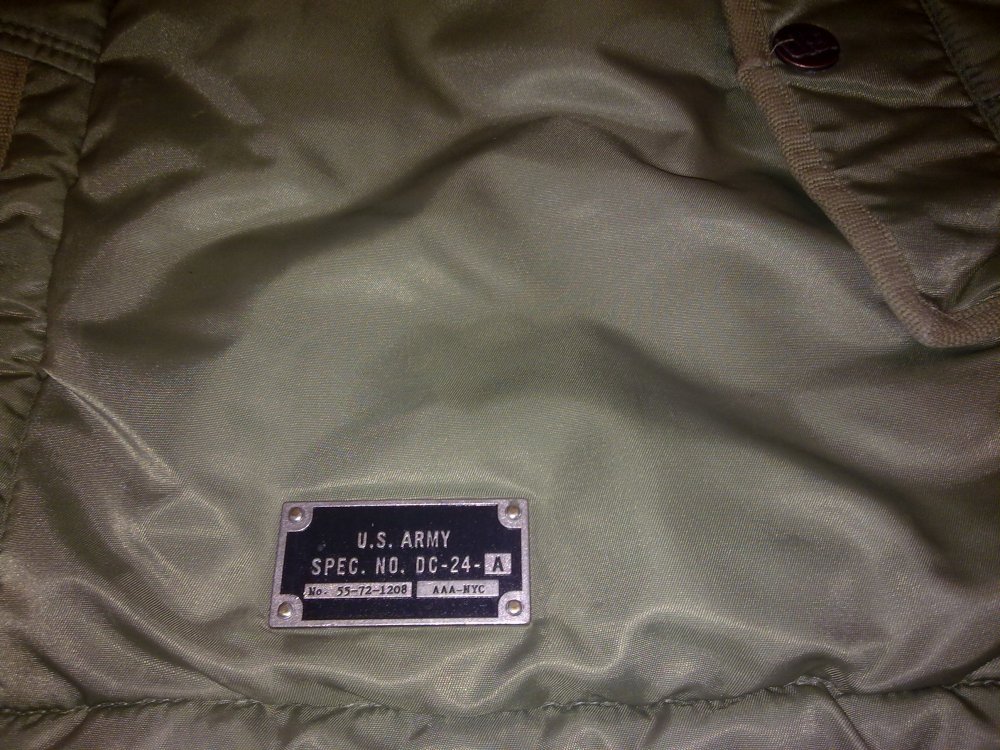 U.S. ARMY
SPEC. NO. DC-24-A
No. 55-72-1208 AAA-NYC